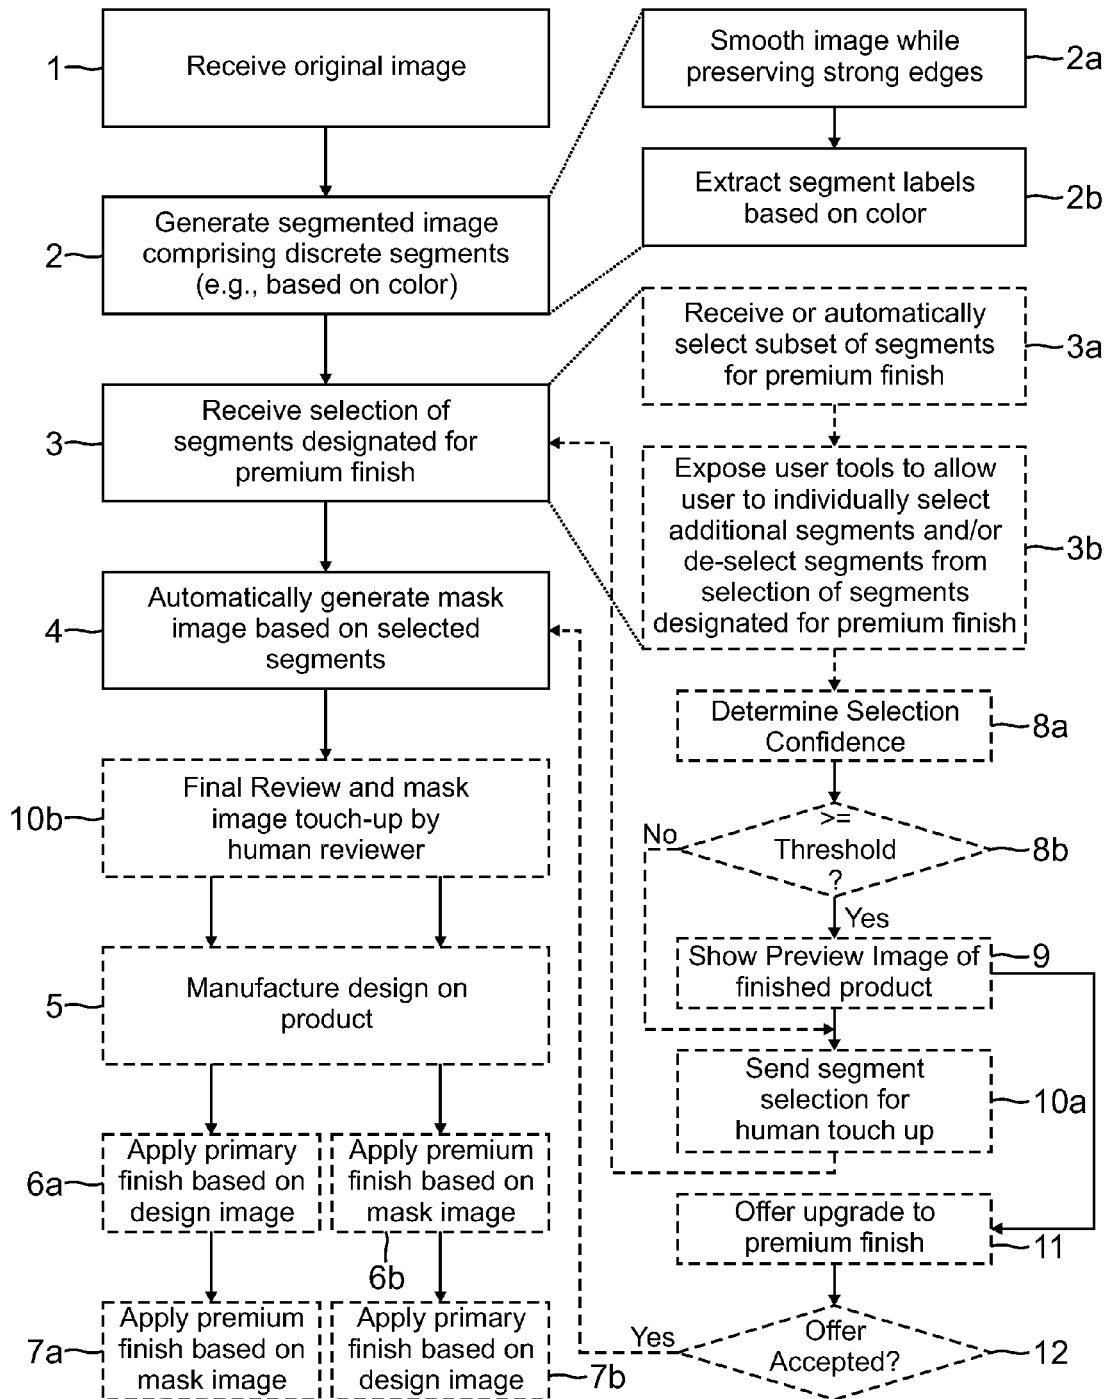 1
Receive original image
Smooth image while
preserving strong edges
2a
Extract segment labels
based on color
2b
2
Generate segmented image
comprising discrete segments
(e.g., based on color)
3
Receive selection of
segments designated for
premium finish
Receive or automatically
select subset of segments
for premium finish
3a
Expose user tools to allow
user to individually select
additional segments and/or
de-select segments from
selection of segments
designated for premium finish
3b
4
Automatically generate mask
image based on selected
segments
Determine Selection
Confidence
8a
10b
Final Review and mask
image touch-up by
human reviewer
>=
Threshold
?
8b
No
Yes
5
Manufacture design on
product
Show Preview Image of
finished product
9
Send segment
selection for
human touch up
10a
6a
Apply primary
finish based on
design image
Apply premium
finish based on
mask image
6b
Offer upgrade to
premium finish
11
7a
Apply premium
finish based on
mask image
Apply primary
finish based on
design image
7b
Yes
Offer
Accepted?
12